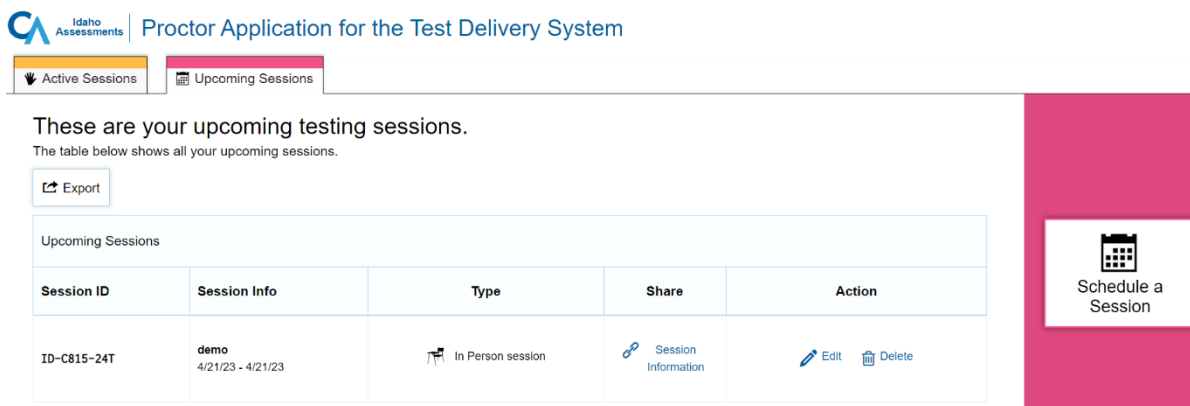 Idaho
Assessments
Proctor Application for the Test Delivery System
Active Sessions
Upcoming Sessions
These are your upcoming testing sessions.
The table below shows all your upcoming sessions.
Export
Upcoming Sessions
Session ID Session Info Type Share Action
ID-C815-24T
demo
4/21/23 - 4/21/23
In Person session
Session
Information
Edit
Delete
Schedule a
Session